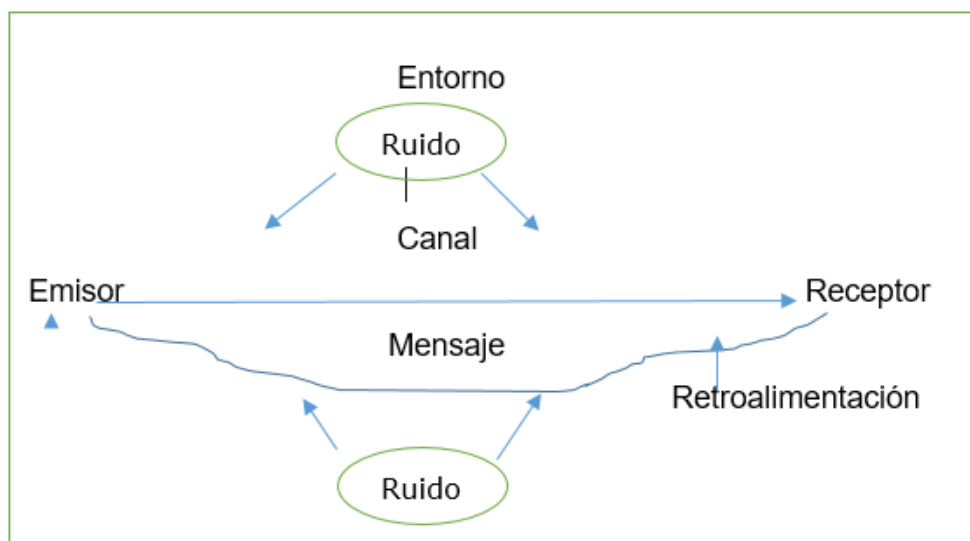 Entorno
Ruido
Canal
Emisor
Receptor
Mensaje
Retroalimentación
Ruido